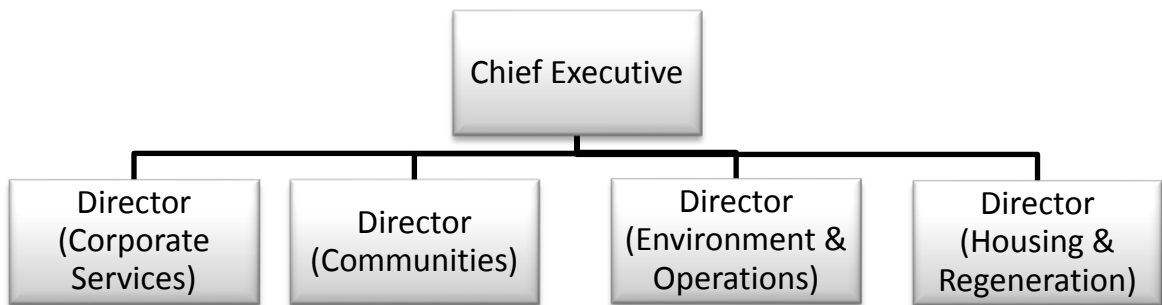 Chief Executive
Director
(Corporate
Services)
Director
(Communities)
Director
(Environment &
Operations)
Director
(Housing &
Regeneration)